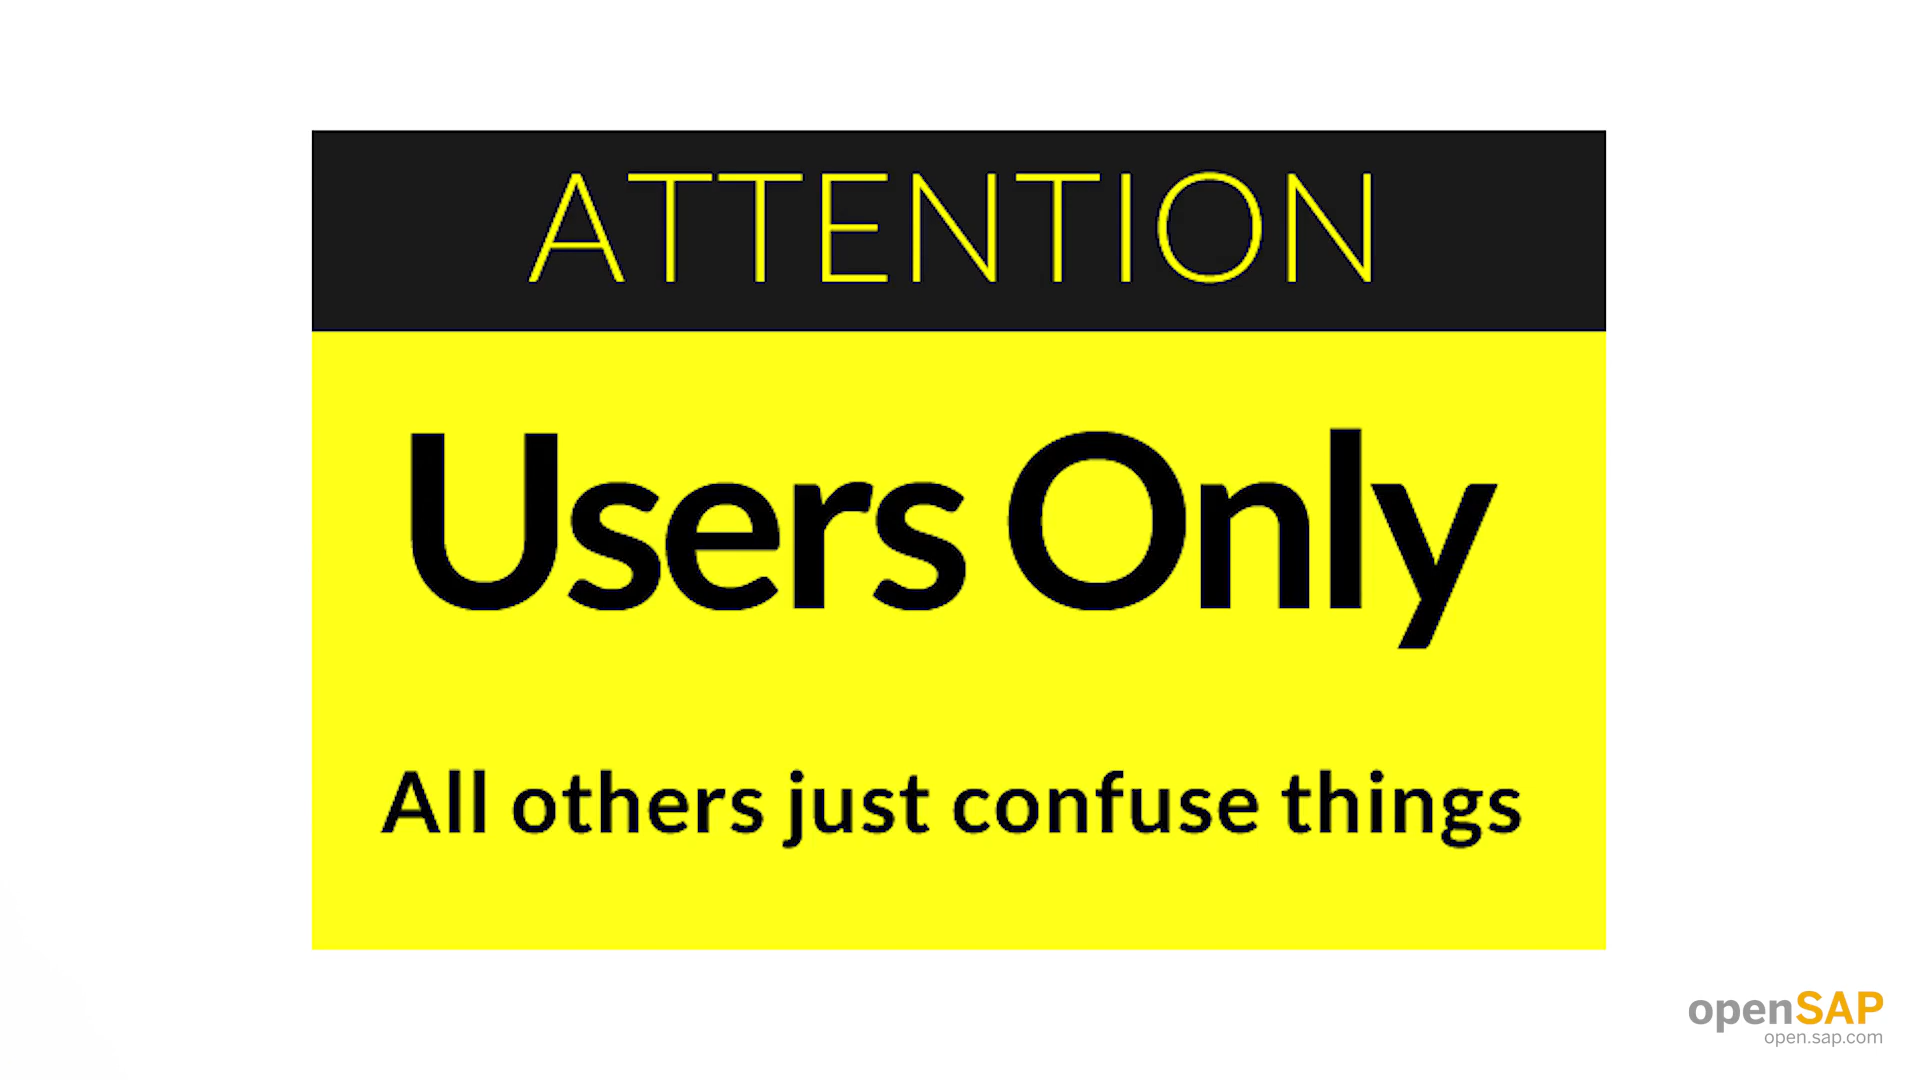 ATTENTION
Users Only
All others just confuse things
openSAP
open.sap.com